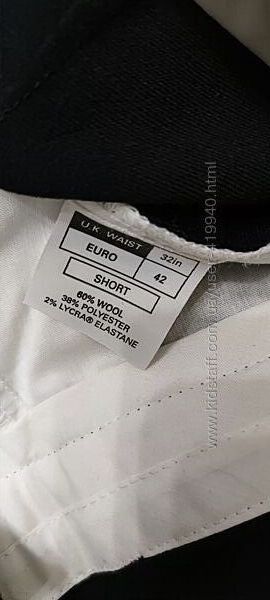 U.K. WAIST 32in
EURO 42
SHORT
60% WOOL
38% POLYESTER
2% LYCRA® ELASTANE